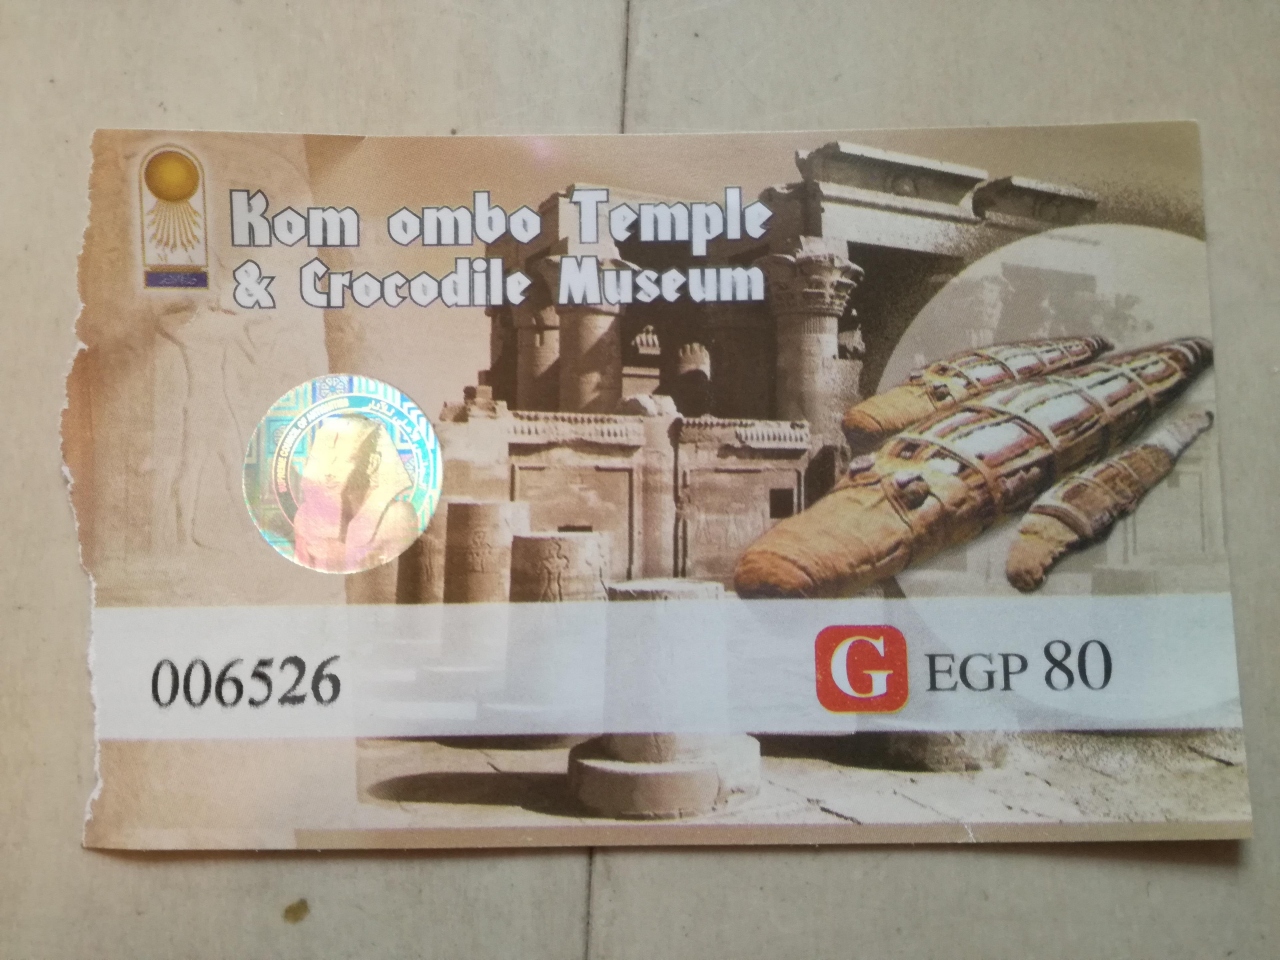 Kom ombo Temple
& Crocodile Museum
006526
G EGP 80